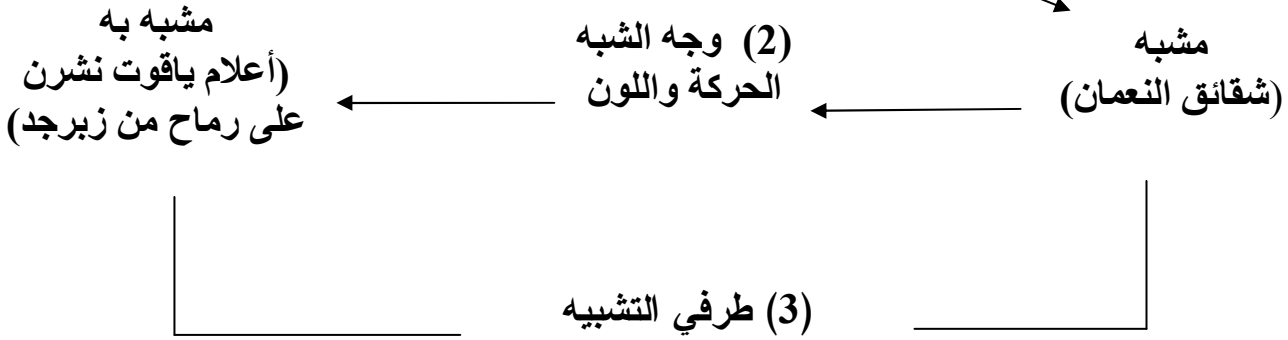 مشبه
(شقائق النعمان)
(2) وجه الشبه
الحركة واللون
مشبه به
(أعلام ياقوت نشرن
على رماح من زبرجد)
(3) طرفي التشبيه